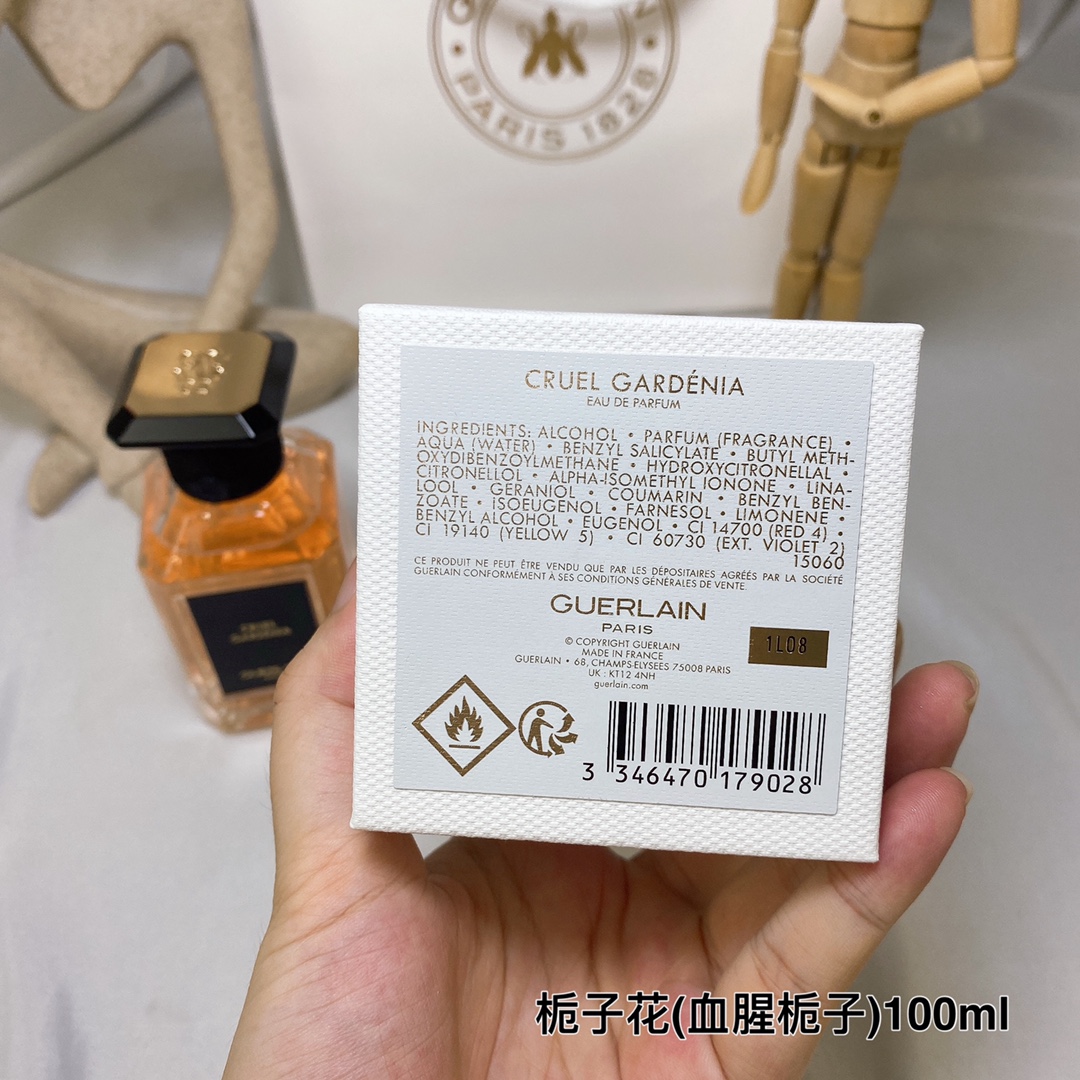 PARIS 1828
CRUEL GARDÉNIA
EAU DE PARFUM
INGREDIENTS: ALCOHOL • PARFUM (FRAGRANCE) •
AQUA (WATER) • BENZYL SALICYLATE • BUTYL METH-
OXYDIBENZOYLMETHANE • HYDROXYCITRONELLAL •
CITRONELLOL • ALPHA-ISOMETHYL IONONE • LINA-
LOOL • GERANIOL • COUMARIN • BENZYL BEN-
ZOATE • ISOEUGENOL • FARNESOL • LIMONENE •
BENZYL ALCOHOL • EUGENOL • CI 14700 (RED 4) •
CI 19140 (YELLOW 5) • CI 60730 (EXT. VIOLET 2)
15060
CE PRODUIT NE PEUT ÊTRE VENDU QUE PAR LES DÉPOSITAIRES AGRÉÉS PAR LA SOCIÉTÉ
GUERLAIN CONFORMÉMENT À SES CONDITIONS GÉNÉRALES DE VENTE.
GUERLAIN
PARIS
1L08
© COPYRIGHT GUERLAIN
MADE IN FRANCE
GUERLAIN • 68, CHAMPS-ELYSEES 75008 PARIS
UK : KT12 4NH
guerlain.com
3 346470 179028
CRUEL
GARDÉNIA
栀子花(血腥栀子)100ml